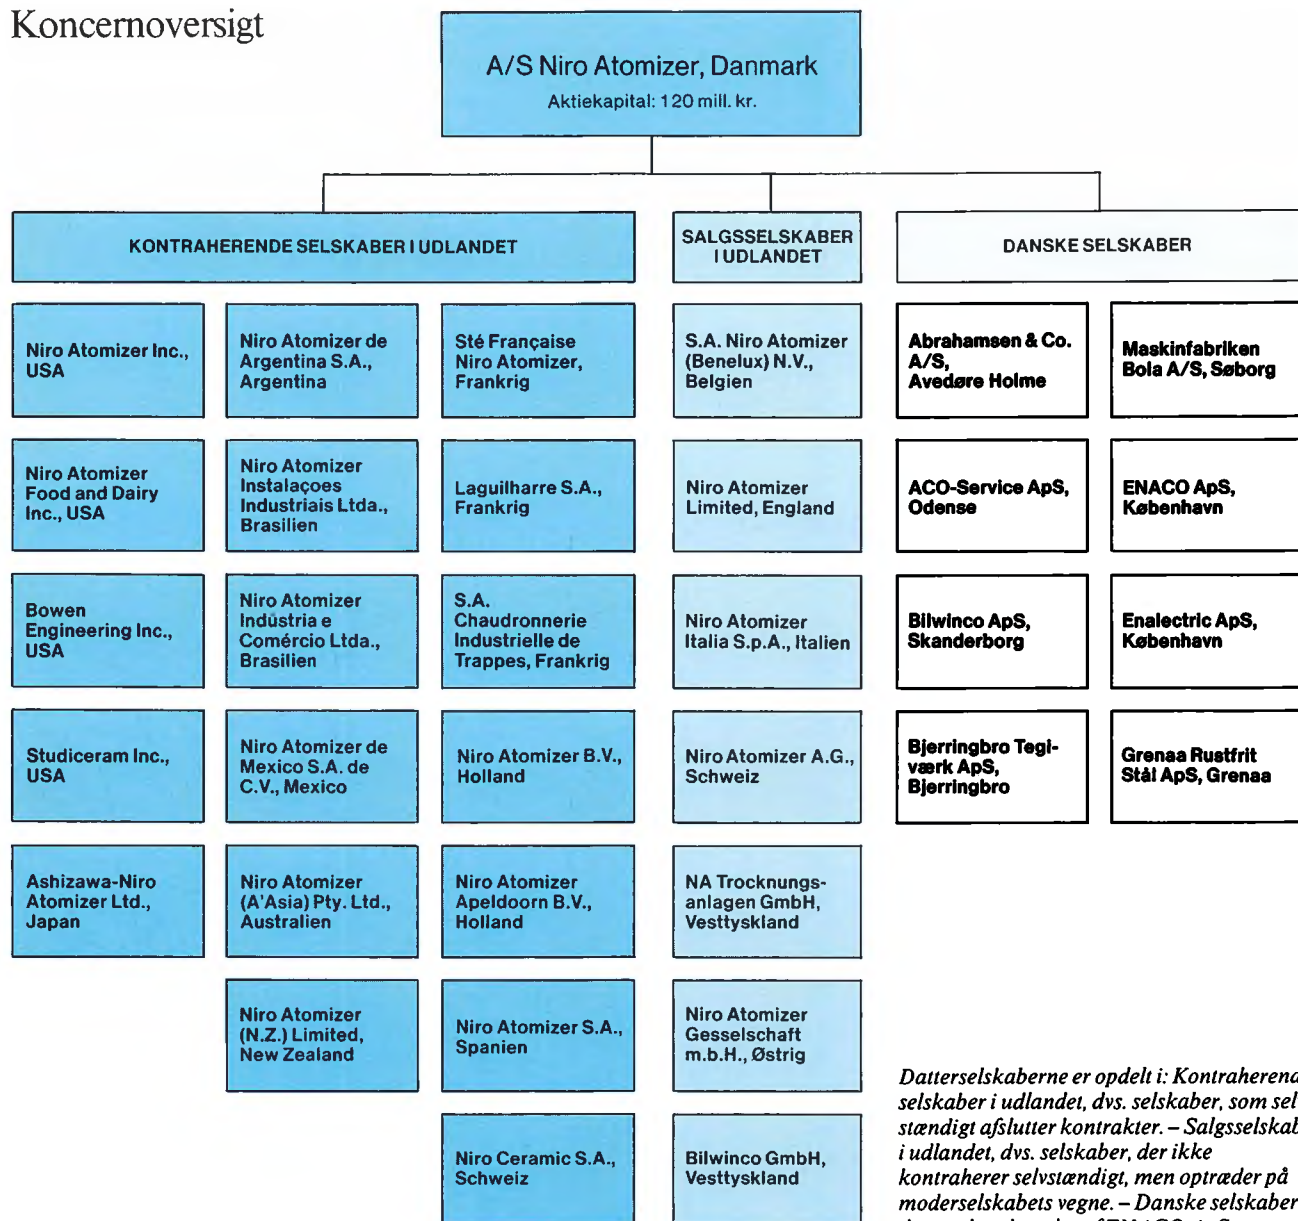 Koncernoversigt
A/S Niro Atomizer, Danmark
Aktiekapital: 120 mill. kr.
KONTRAHERENDE SELSKABER I UDLANDET
SALGSSELSKABER
I UDLANDET
DANSKE SELSKABER
Niro Atomizer Inc.,
USA
Niro Atomizer
Food and Dairy
Inc., USA
Bowen
Engineering Inc.,
USA
Studiceram Inc.,
USA
Ashizawa-Niro
Atomizer Ltd.,
Japan
Niro Atomizer de
Argentina S.A.,
Argentina
Niro Atomizer
Instalaçoes
Industriais Ltda.,
Brasilien
Niro Atomizer
Indústria e
Comércio Ltda.,
Brasilien
Niro Atomizer de
Mexico S.A. de
C.V., Mexico
Niro Atomizer
(A'Asia) Pty. Ltd.,
Australien
Niro Atomizer
(N.Z.) Limited,
New Zealand
Sté Française
Niro Atomizer,
Frankrig
Laguilharre S.A.,
Frankrig
S.A.
Chaudronnerie
Industrielle de
Trappes, Frankrig
Niro Atomizer B.V.,
Holland
Niro Atomizer
Apeldoorn B.V.,
Holland
Niro Atomizer S.A.,
Spanien
Niro Ceramic S.A.,
Schweiz
S.A. Niro Atomizer
(Benelux) N.V.,
Belgien
Niro Atomizer
Limited, England
Niro Atomizer
Italia S.p.A., Italien
Niro Atomizer A.G.,
Schweiz
NA Trocknungs-
anlagen GmbH,
Vesttyskland
Niro Atomizer
Gesselschaft
m.b.H., Østrig
Bilwinco GmbH,
Vesttyskland
Abrahamsen & Co.
A/S,
Avedøre Holme
ACO-Service ApS,
Odense
Bilwinco ApS,
Skanderborg
Bjerringbro Tegl-
værk ApS,
Bjerringbro
Maskinfabriken
Bola A/S, Søborg
ENACO ApS,
København
Enalectric ApS,
København
Grenaa Rustfrit
Stål ApS, Grenaa
Datterselskaberne er opdelt i: Kontraherend
selskaber i udlandet, dvs. selskaber, som sel
stændigt afslutter kontrakter. – Salgsselskab
i udlandet, dvs. selskaber, der ikke
kontraherer selvstændigt, men optræder på
moderselskabets vegne. – Danske selskaber